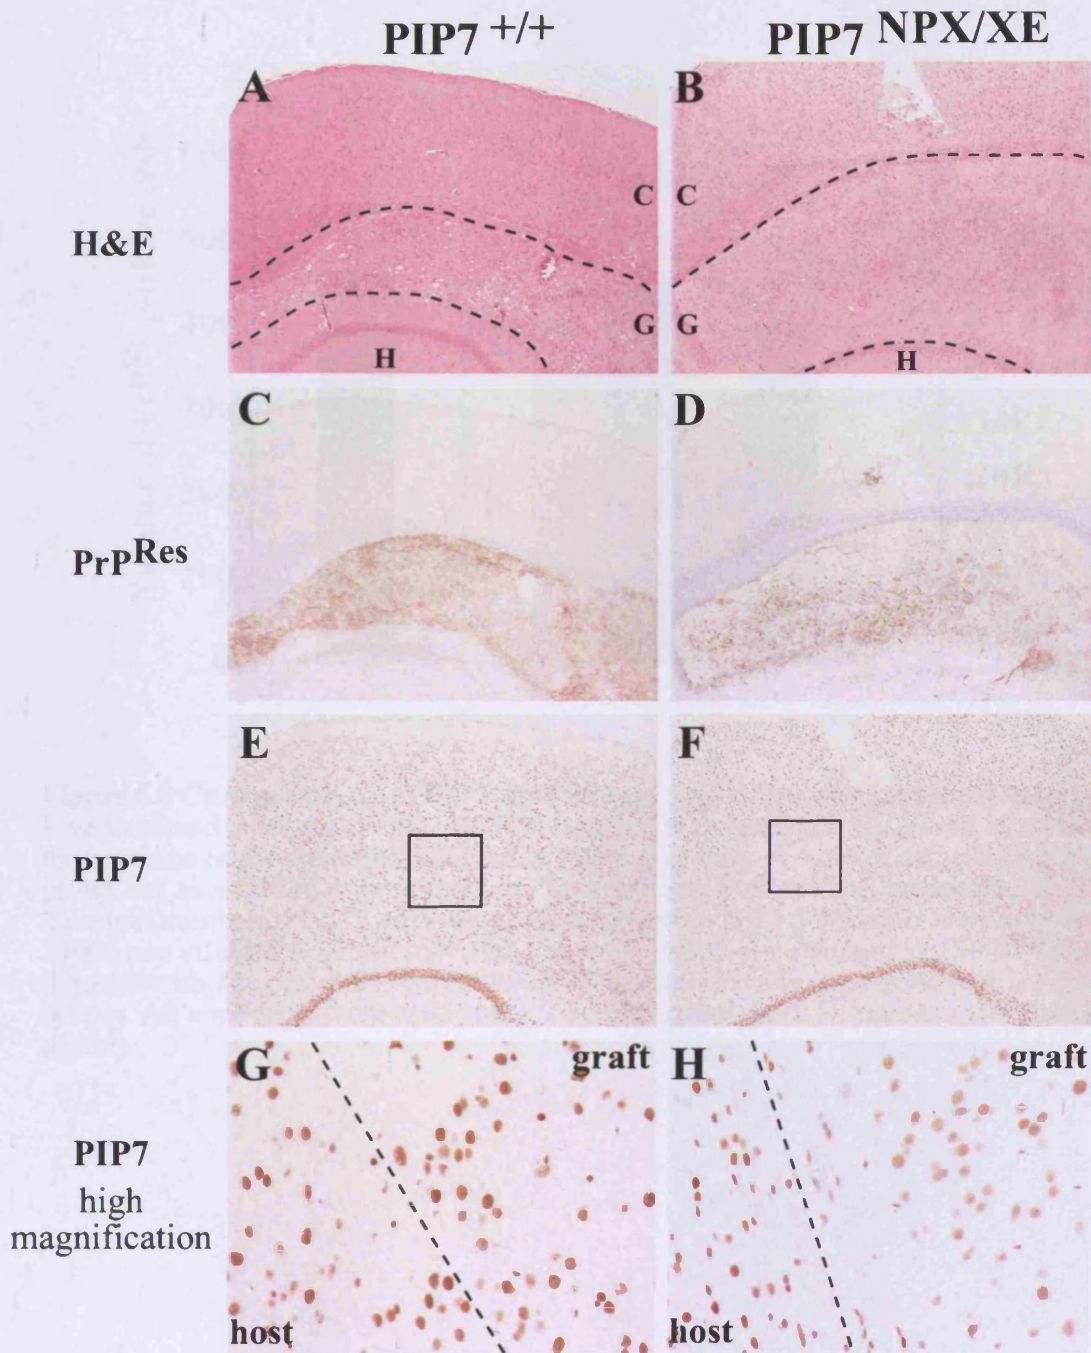 PIP7 +/+
PIP7 NPX/XE
H&E
A
C
G
H
B
C
G
H
PrPRes
C
D
PIP7
E
F
PIP7
high
magnification
G
graft
host
H
graft
host